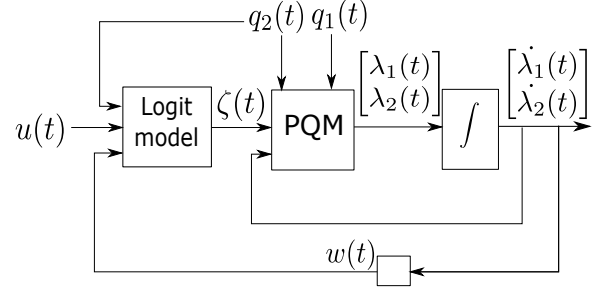 q₂(t) q₁(t)
[λ₁(t)
λ₂(t)]
[λ̇₁(t)
λ̇₂(t)]
u(t)
Logit
model
ζ(t)
PQM
∫
w(t)